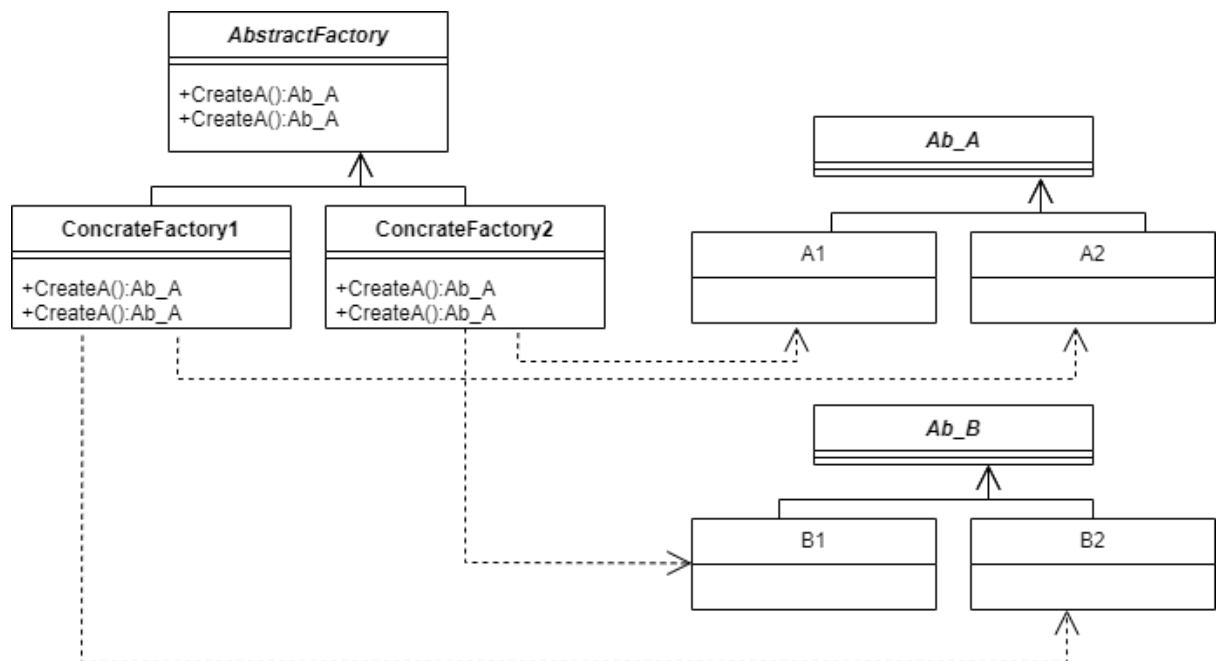 AbstractFactory
+CreateA():Ab_A
+CreateA():Ab_A
Ab_A
ConcrateFactory1
ConcrateFactory2
A1
A2
+CreateA():Ab_A
+CreateA():Ab_A
+CreateA():Ab_A
+CreateA():Ab_A
Ab_B
B1
B2